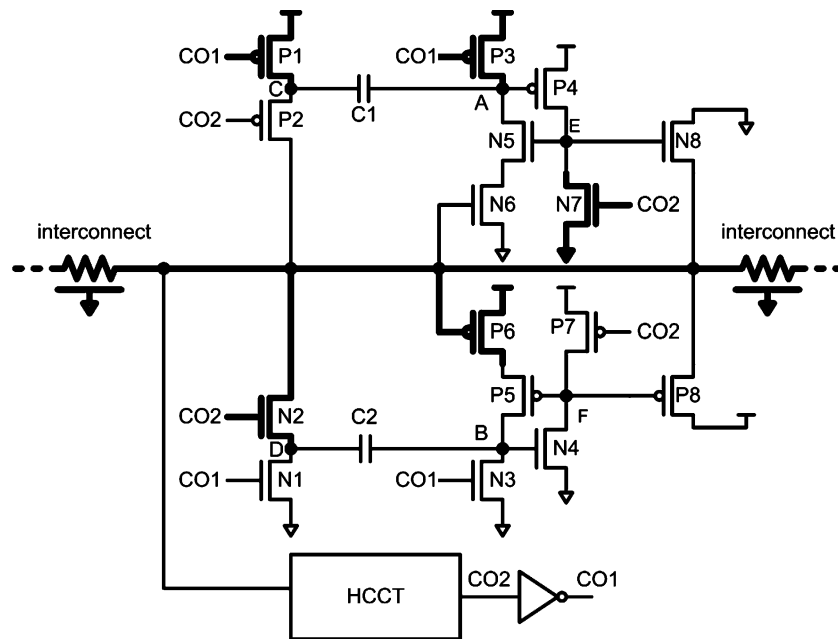 CO1
P1
CO1
P3
C
A
P4
CO2
P2
C1
E
N5
N8
N6
N7
CO2
interconnect
interconnect
P6
P7
CO2
CO2
N2
C2
P5
P8
D
B
F
N4
CO1
N1
CO1
N3
HCCT
CO2
CO1